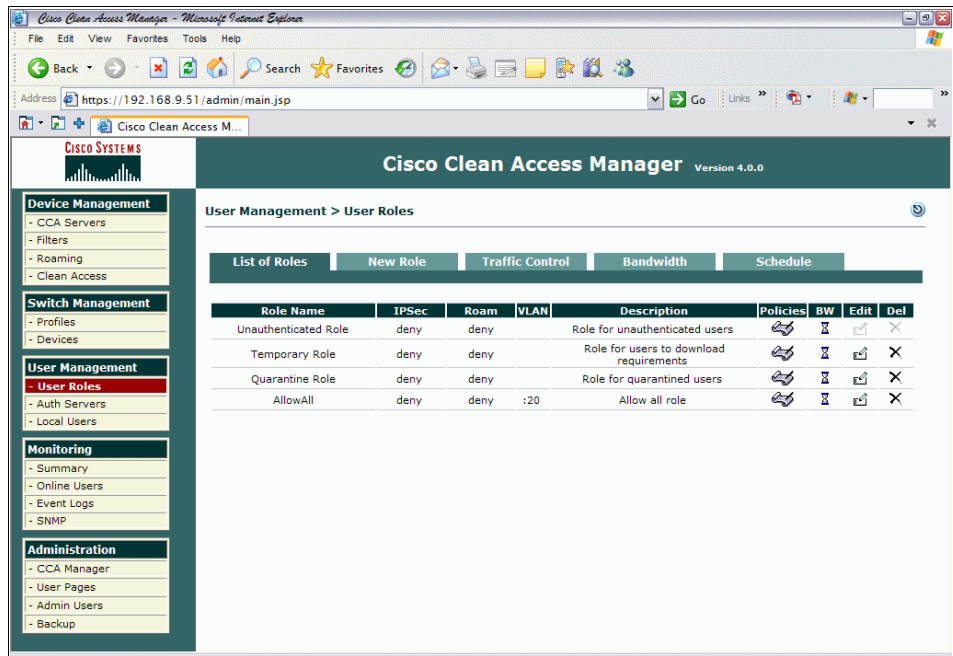 Cisco Clean Access Manager - Microsoft Internet Explorer
File Edit View Favorites Tools Help
Back Search Favorites
Address https://192.168.9.51/admin/main.jsp Go Links »
Cisco Clean Access M...
CISCO SYSTEMS
Cisco Clean Access Manager Version 4.0.0
Device Management
- CCA Servers
- Filters
- Roaming
- Clean Access
Switch Management
- Profiles
- Devices
User Management
- User Roles
- Auth Servers
- Local Users
Monitoring
- Summary
- Online Users
- Event Logs
- SNMP
Administration
- CCA Manager
- User Pages
- Admin Users
- Backup
User Management > User Roles
List of Roles New Role Traffic Control Bandwidth Schedule
Role Name IPSec Roam VLAN Description Policies BW Edit Del
Unauthenticated Role deny deny Role for unauthenticated users
Temporary Role deny deny Role for users to download
requirements
Quarantine Role deny deny Role for quarantined users
AllowAll deny deny :20 Allow all role